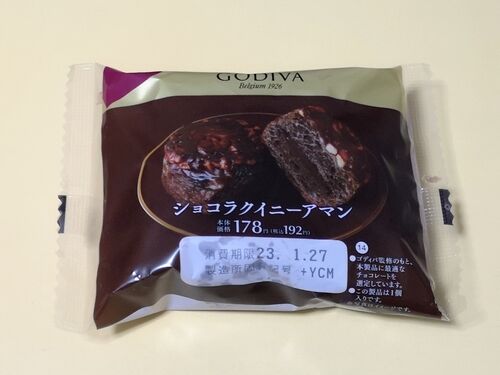 GODIVA
Belgium 1926
ショコラクイニーアマン
本体価格 178円(税込192円)
消費期限23. 1.27
製造所固有記号 +YCM
14
●ゴディバ監修のもと、
本製品に最適な
チョコレートを
選定しています。
●この製品は1個
入りです。